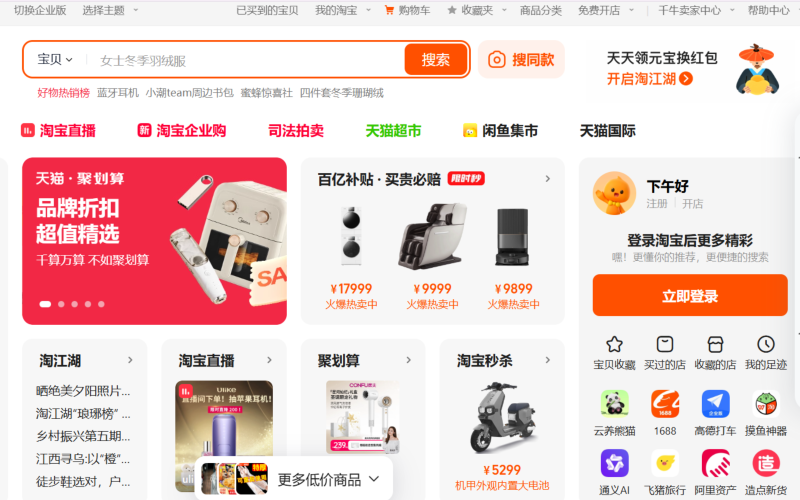 切换企业版 选择主题 已买到的宝贝 我的淘宝 购物车 收藏夹 商品分类 免费开店 千牛卖家中心 帮助中心
宝贝 女士冬季羽绒服 搜索 搜同款
天天领元宝换红包
开启淘江湖
好物热销榜 蓝牙耳机 小潮team周边书包 蜜蜂惊喜社 四件套冬季珊瑚绒
淘宝直播 新 淘宝企业购 司法拍卖 天猫超市 闲鱼集市 天猫国际
天猫·聚划算
品牌折扣
超值精选
千算万算 不如聚划算
SA
百亿补贴·买贵必赔 限时秒
¥17999 ¥9999 ¥9899
火爆热卖中 火爆热卖中 火爆热卖中
下午好
注册 开店
登录淘宝后更多精彩
嘿！更懂你的推荐，更便捷的搜索
立即登录
宝贝收藏 买过的店 收藏的店 我的足迹
云养熊猫 1688 高德打车 摸鱼神器
通义AI 飞猪旅行 阿里资产 造点新货
淘江湖
晒绝美夕阳照片...
淘江湖“琅琊榜”...
乡村振兴第五期...
江西寻乌:以“橙”...
徒步鞋选对，户...
淘宝直播
Ulike
直播间下单！抽苹果耳机！
聚划算
CONFU
239
淘宝秒杀
¥5299
机甲外观内置大电池
更多低价商品